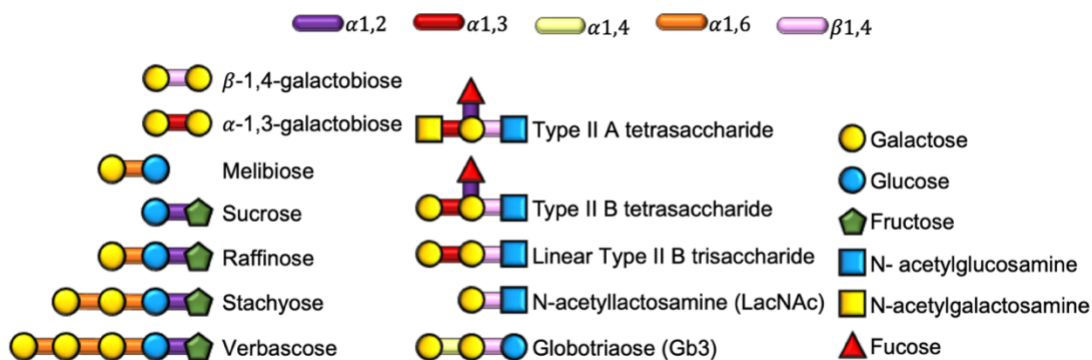 α1,2 α1,3 α1,4 α1,6 β1,4
β-1,4-galactobiose
α-1,3-galactobiose
Melibiose
Sucrose
Raffinose
Stachyose
Verbascose
Type II A tetrasaccharide
Type II B tetrasaccharide
Linear Type II B trisaccharide
N-acetyllactosamine (LacNAc)
Globotriaose (Gb3)
Galactose
Glucose
Fructose
N- acetylglucosamine
N-acetylgalactosamine
Fucose